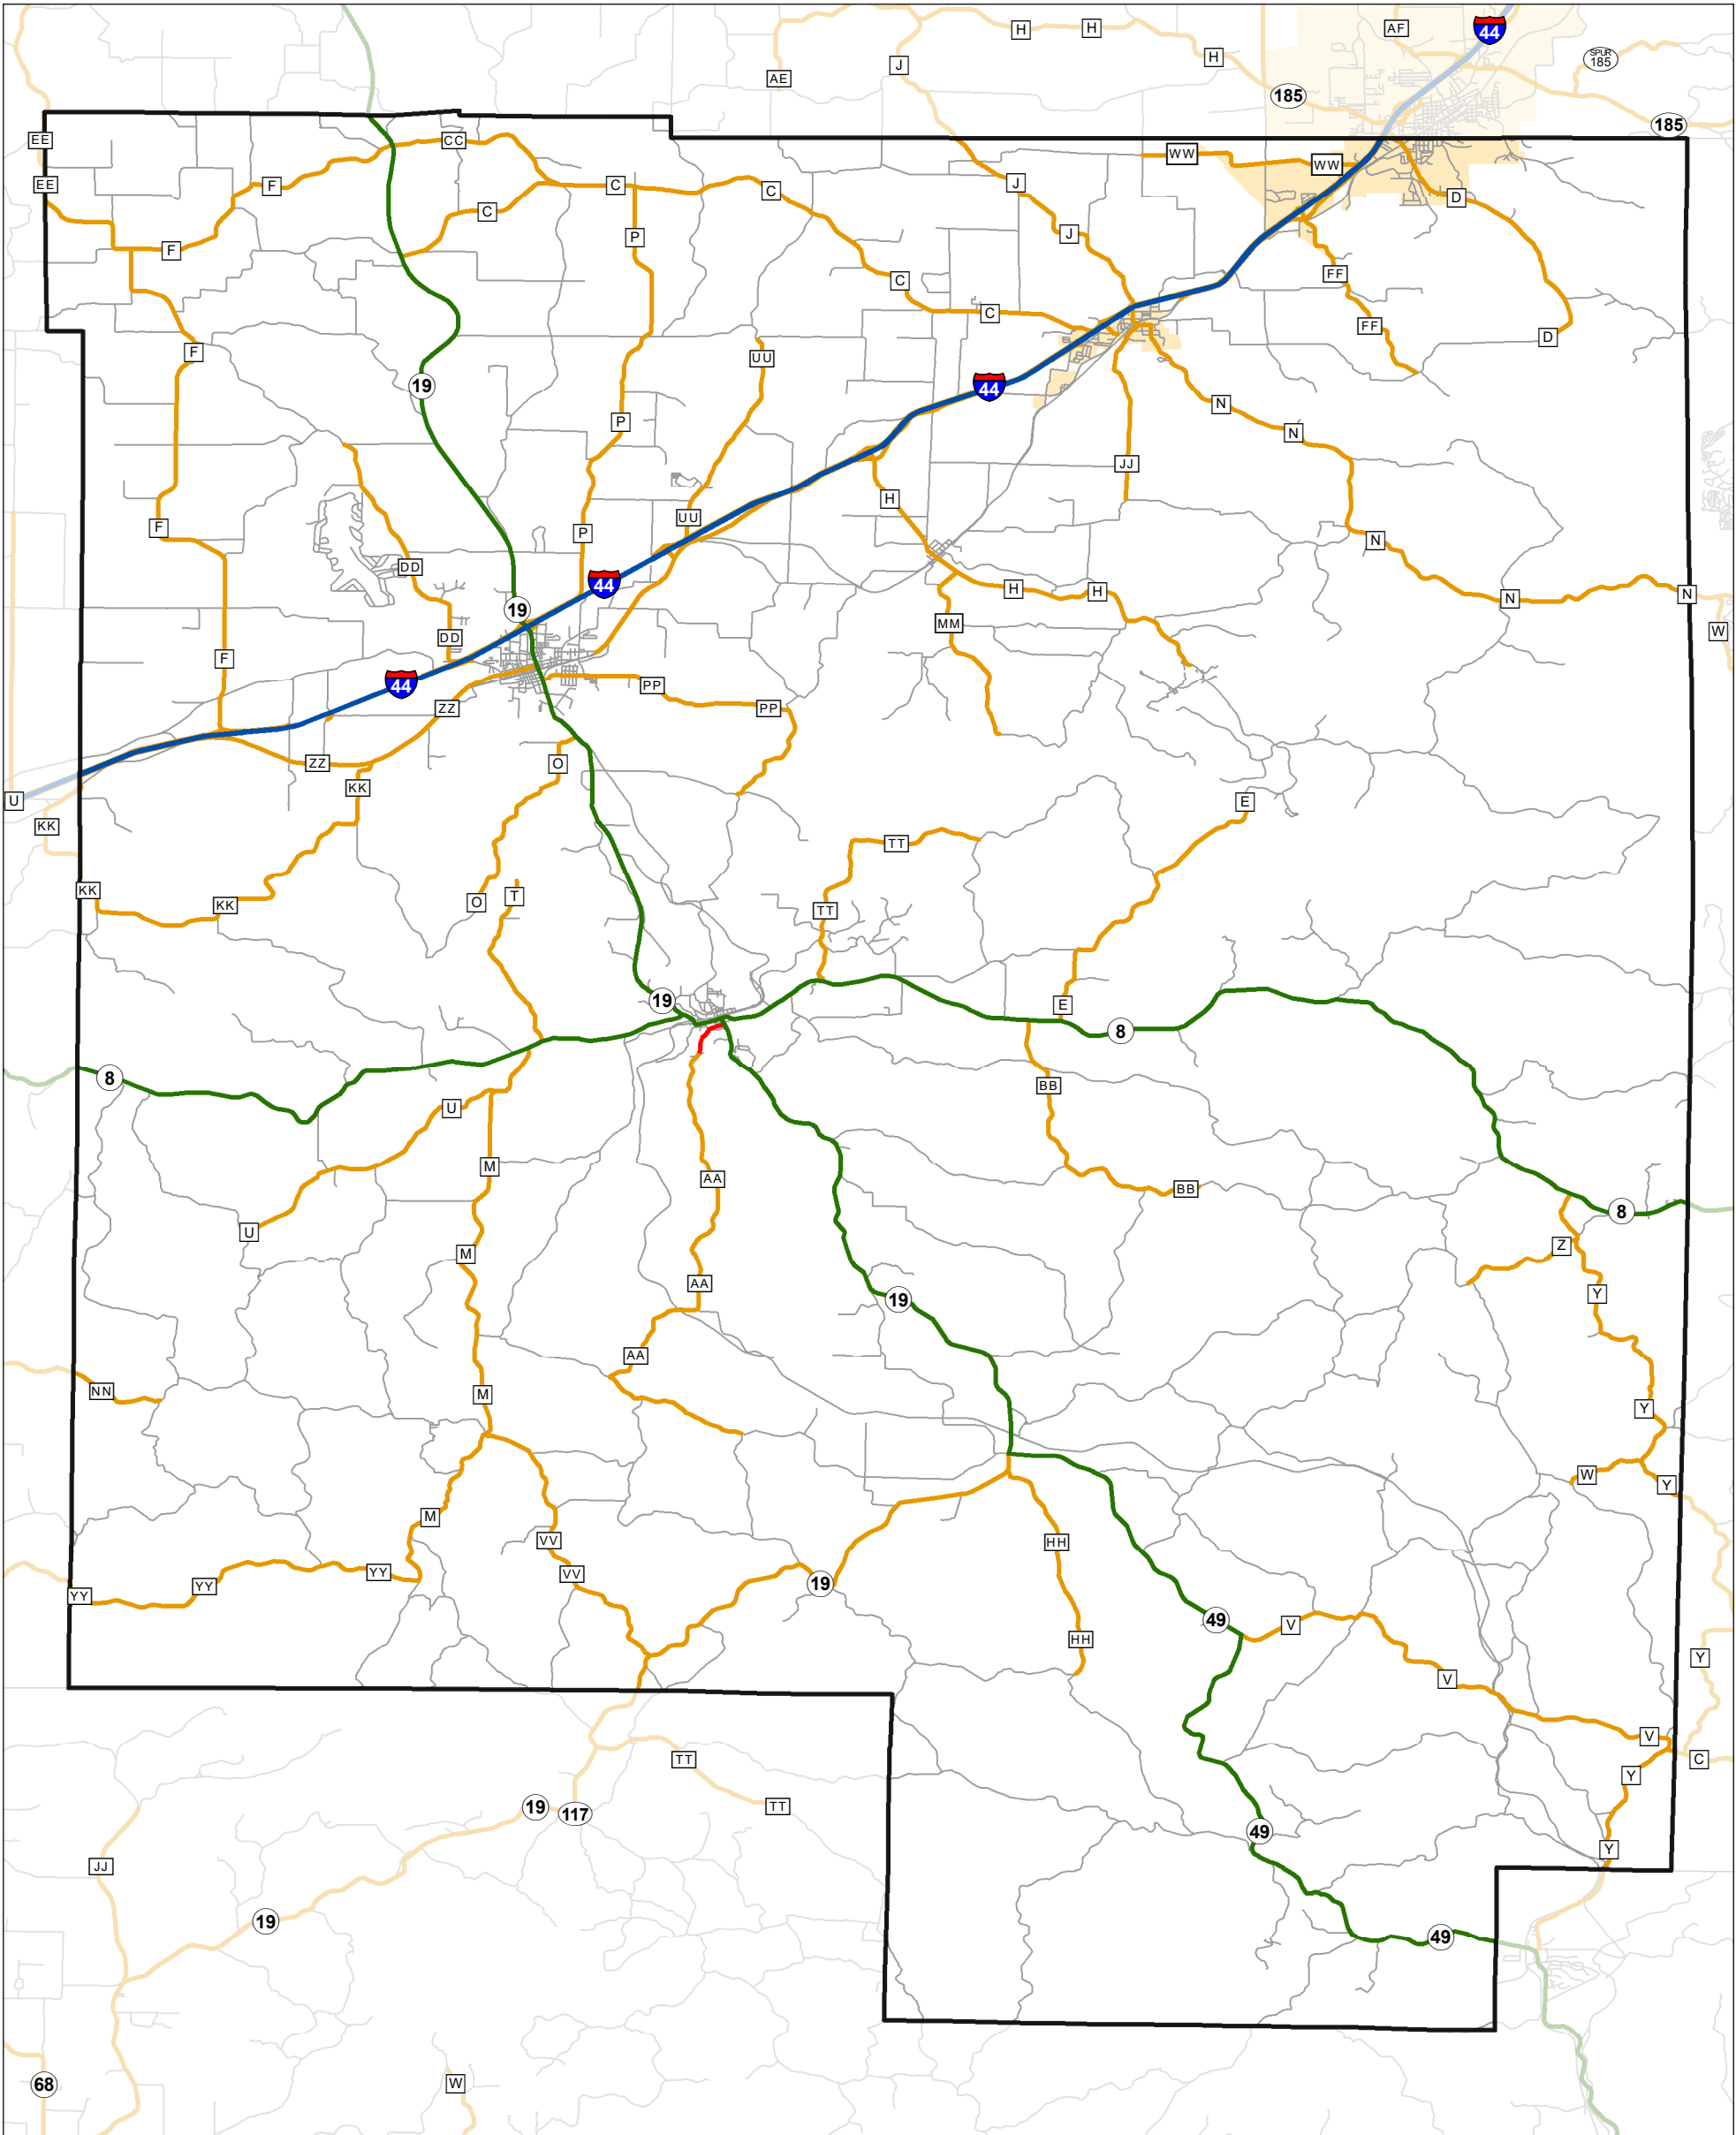 H
H
AF
44
J
H
SPUR
185
AE
185
185
EE
CC
WW
WW
EE
F
C
C
J
D
C
P
J
F
FF
C
C
FF
D
F
UU
19
44
N
P
N
JJ
H
UU
F
P
N
DD
44
H
H
N
N
19
MM
W
DD
F
44
PP
ZZ
PP
O
ZZ
KK
U
E
KK
TT
KK
T
O
KK
TT
19
E
8
8
BB
U
M
AA
BB
8
U
Z
M
AA
Y
19
AA
NN
M
Y
W
Y
M
VV
HH
YY
VV
19
YY
YY
49
V
HH
Y
V
V
TT
C
Y
TT
19
117
49
Y
JJ
19
49
W
68